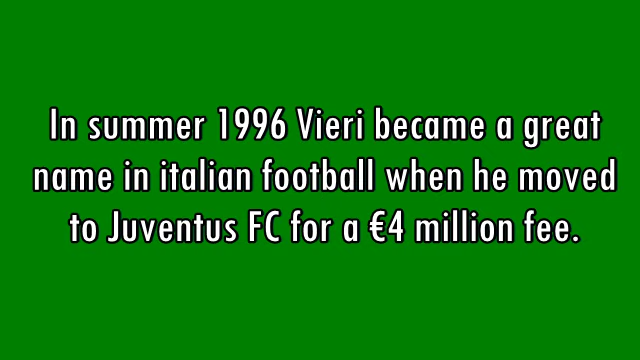 In summer 1996 Vieri became a great
name in italian football when he moved
to Juventus FC for a €4 million fee.